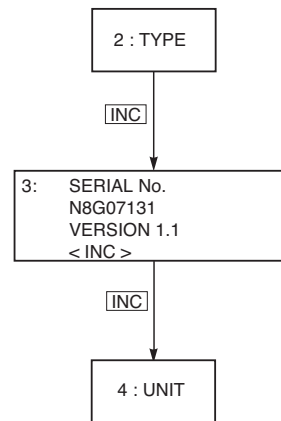 2 : TYPE
INC
3: SERIAL No.
N8G07131
VERSION 1.1
< INC >
INC
4 : UNIT